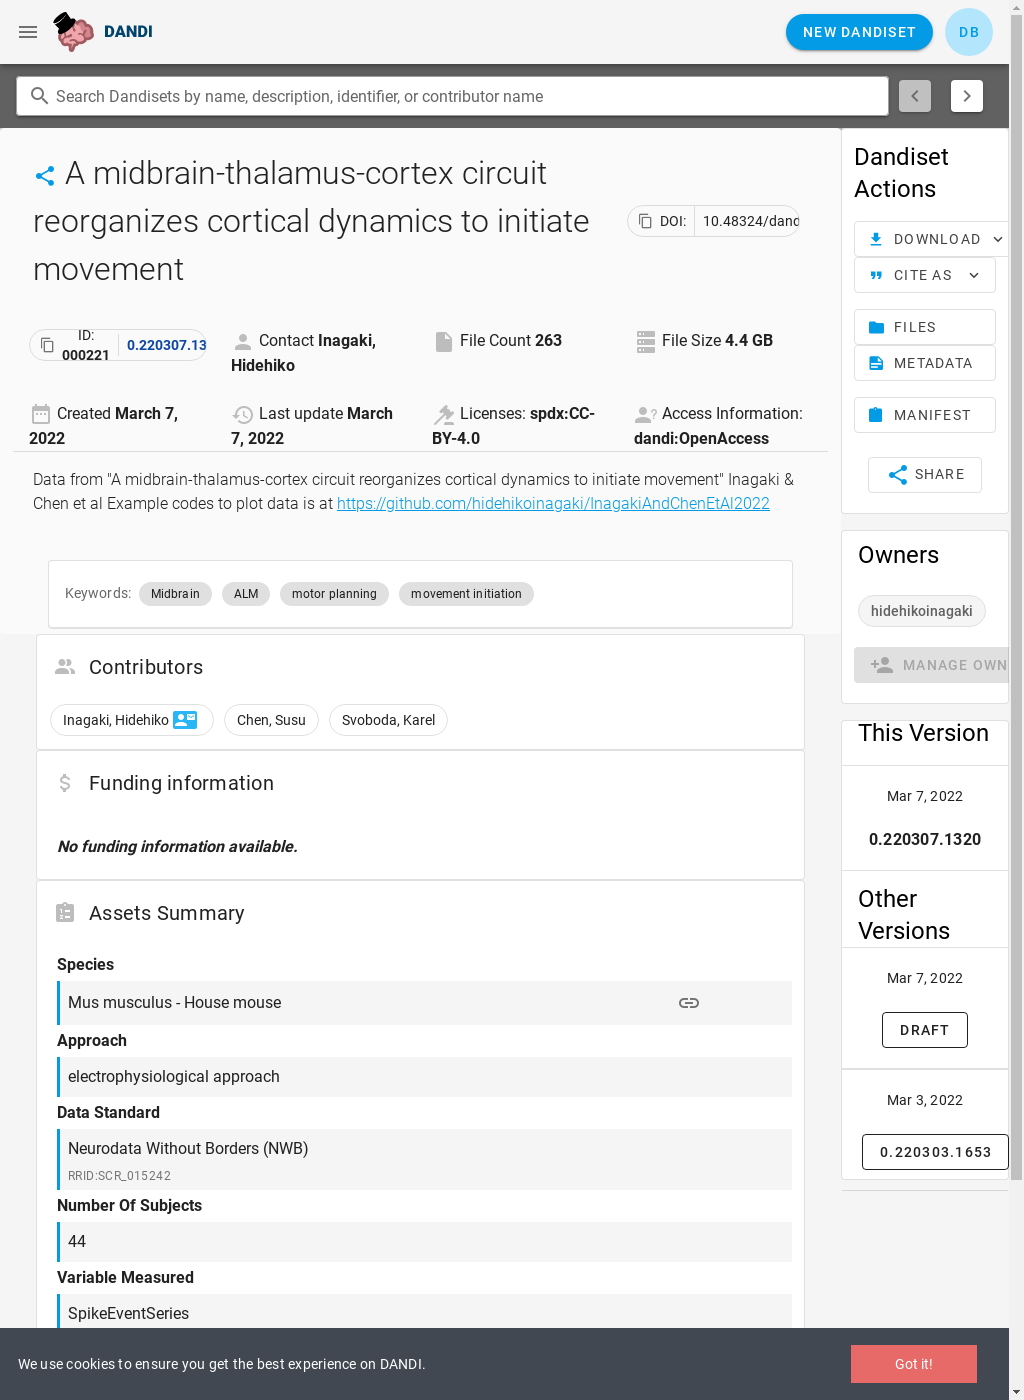 DANDI
NEW DANDISET
DB
Search Dandisets by name, description, identifier, or contributor name
A midbrain-thalamus-cortex circuit
reorganizes cortical dynamics to initiate
movement
DOI: 10.48324/dand
ID:
000221
0.220307.13
Contact Inagaki,
Hidehiko
File Count 263
File Size 4.4 GB
Created March 7,
2022
Last update March
7, 2022
Licenses: spdx:CC-
BY-4.0
Access Information:
dandi:OpenAccess
Data from "A midbrain-thalamus-cortex circuit reorganizes cortical dynamics to initiate movement" Inagaki &
Chen et al Example codes to plot data is at https://github.com/hidehikoinagaki/InagakiAndChenEtAl2022
Keywords: Midbrain ALM motor planning movement initiation
Contributors
Inagaki, Hidehiko Chen, Susu Svoboda, Karel
Funding information
No funding information available.
Assets Summary
Species
Mus musculus - House mouse
Approach
electrophysiological approach
Data Standard
Neurodata Without Borders (NWB)
RRID:SCR_015242
Number Of Subjects
44
Variable Measured
SpikeEventSeries
Dandiset
Actions
DOWNLOAD
CITE AS
FILES
METADATA
MANIFEST
SHARE
Owners
hidehikoinagaki
MANAGE OWN
This Version
Mar 7, 2022
0.220307.1320
Other
Versions
Mar 7, 2022
DRAFT
Mar 3, 2022
0.220303.1653
We use cookies to ensure you get the best experience on DANDI.
Got it!